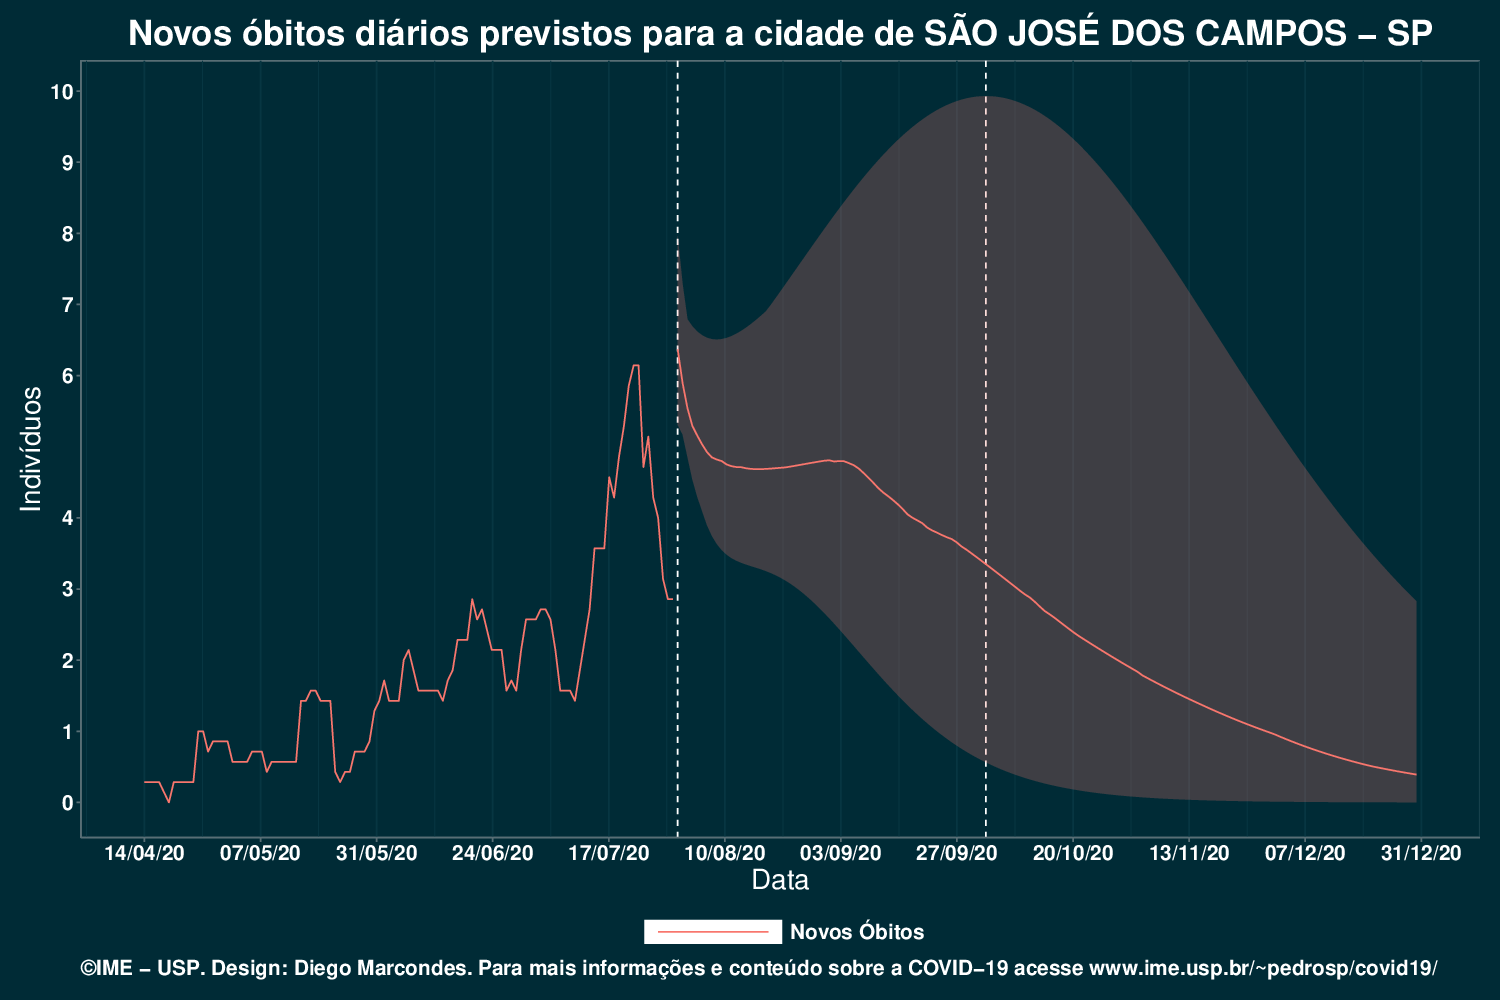 Novos óbitos diários previstos para a cidade de SÃO JOSÉ DOS CAMPOS – SP
10
9
8
7
6
4
3
2
1
0
Indivíduos
14/04/20 07/05/20 31/05/20 24/06/20 17/07/20 10/08/20 03/09/20 27/09/20 20/10/20 13/11/20 07/12/20 31/12/20
Data
Novos Óbitos
©IME – USP. Design: Diego Marcondes. Para mais informações e conteúdo sobre a COVID–19 acesse www.ime.usp.br/~pedrosp/covid19/